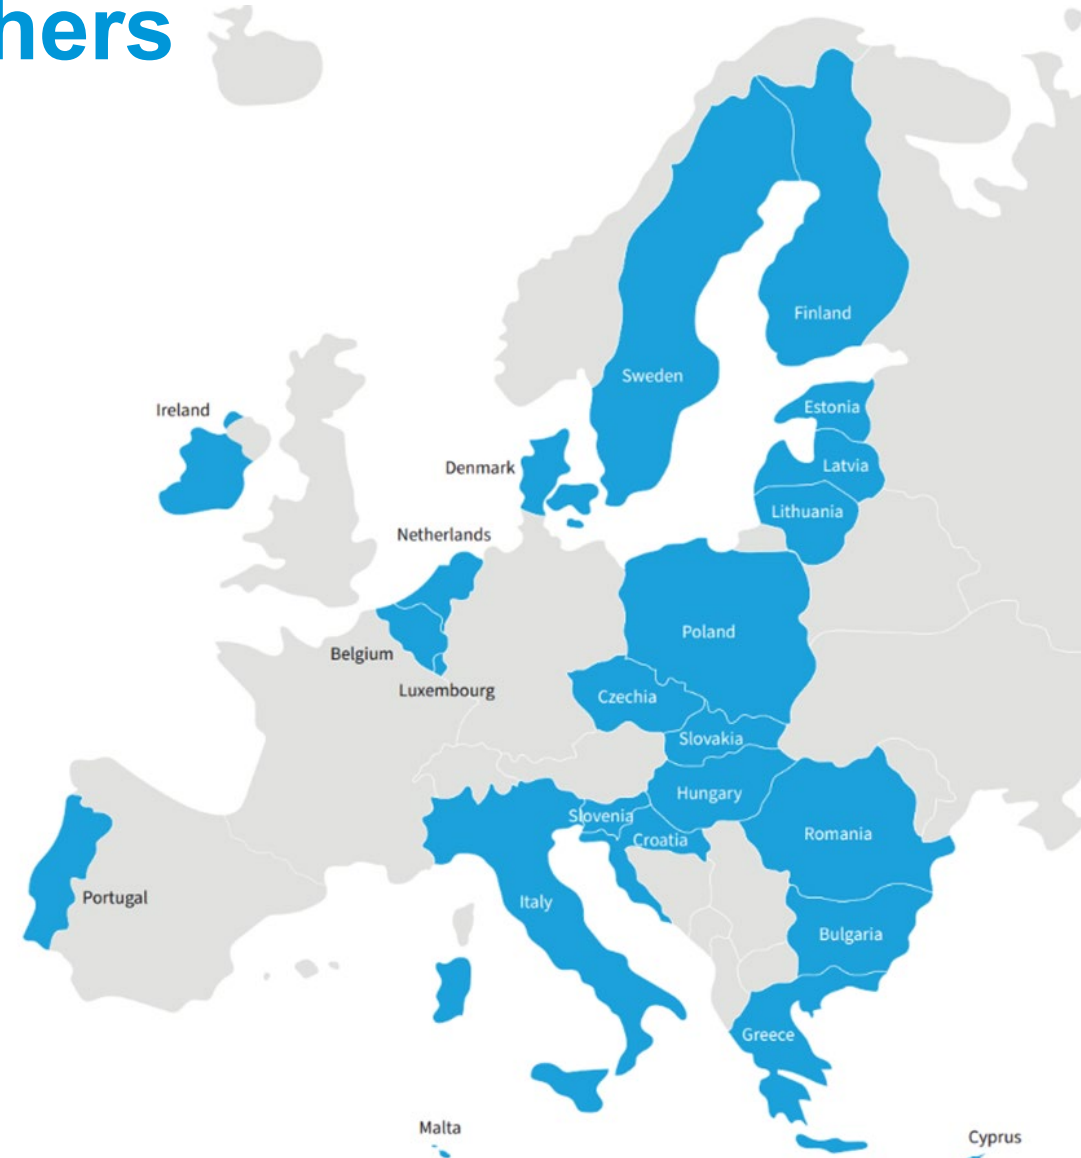 hers
Finland
Sweden
Estonia
Ireland
Latvia
Denmark
Lithuania
Netherlands
Poland
Belgium
Luxembourg
Czechia
Slovakia
Hungary
Slovenia
Romania
Croatia
Portugal
Italy
Bulgaria
Greece
Malta
Cyprus